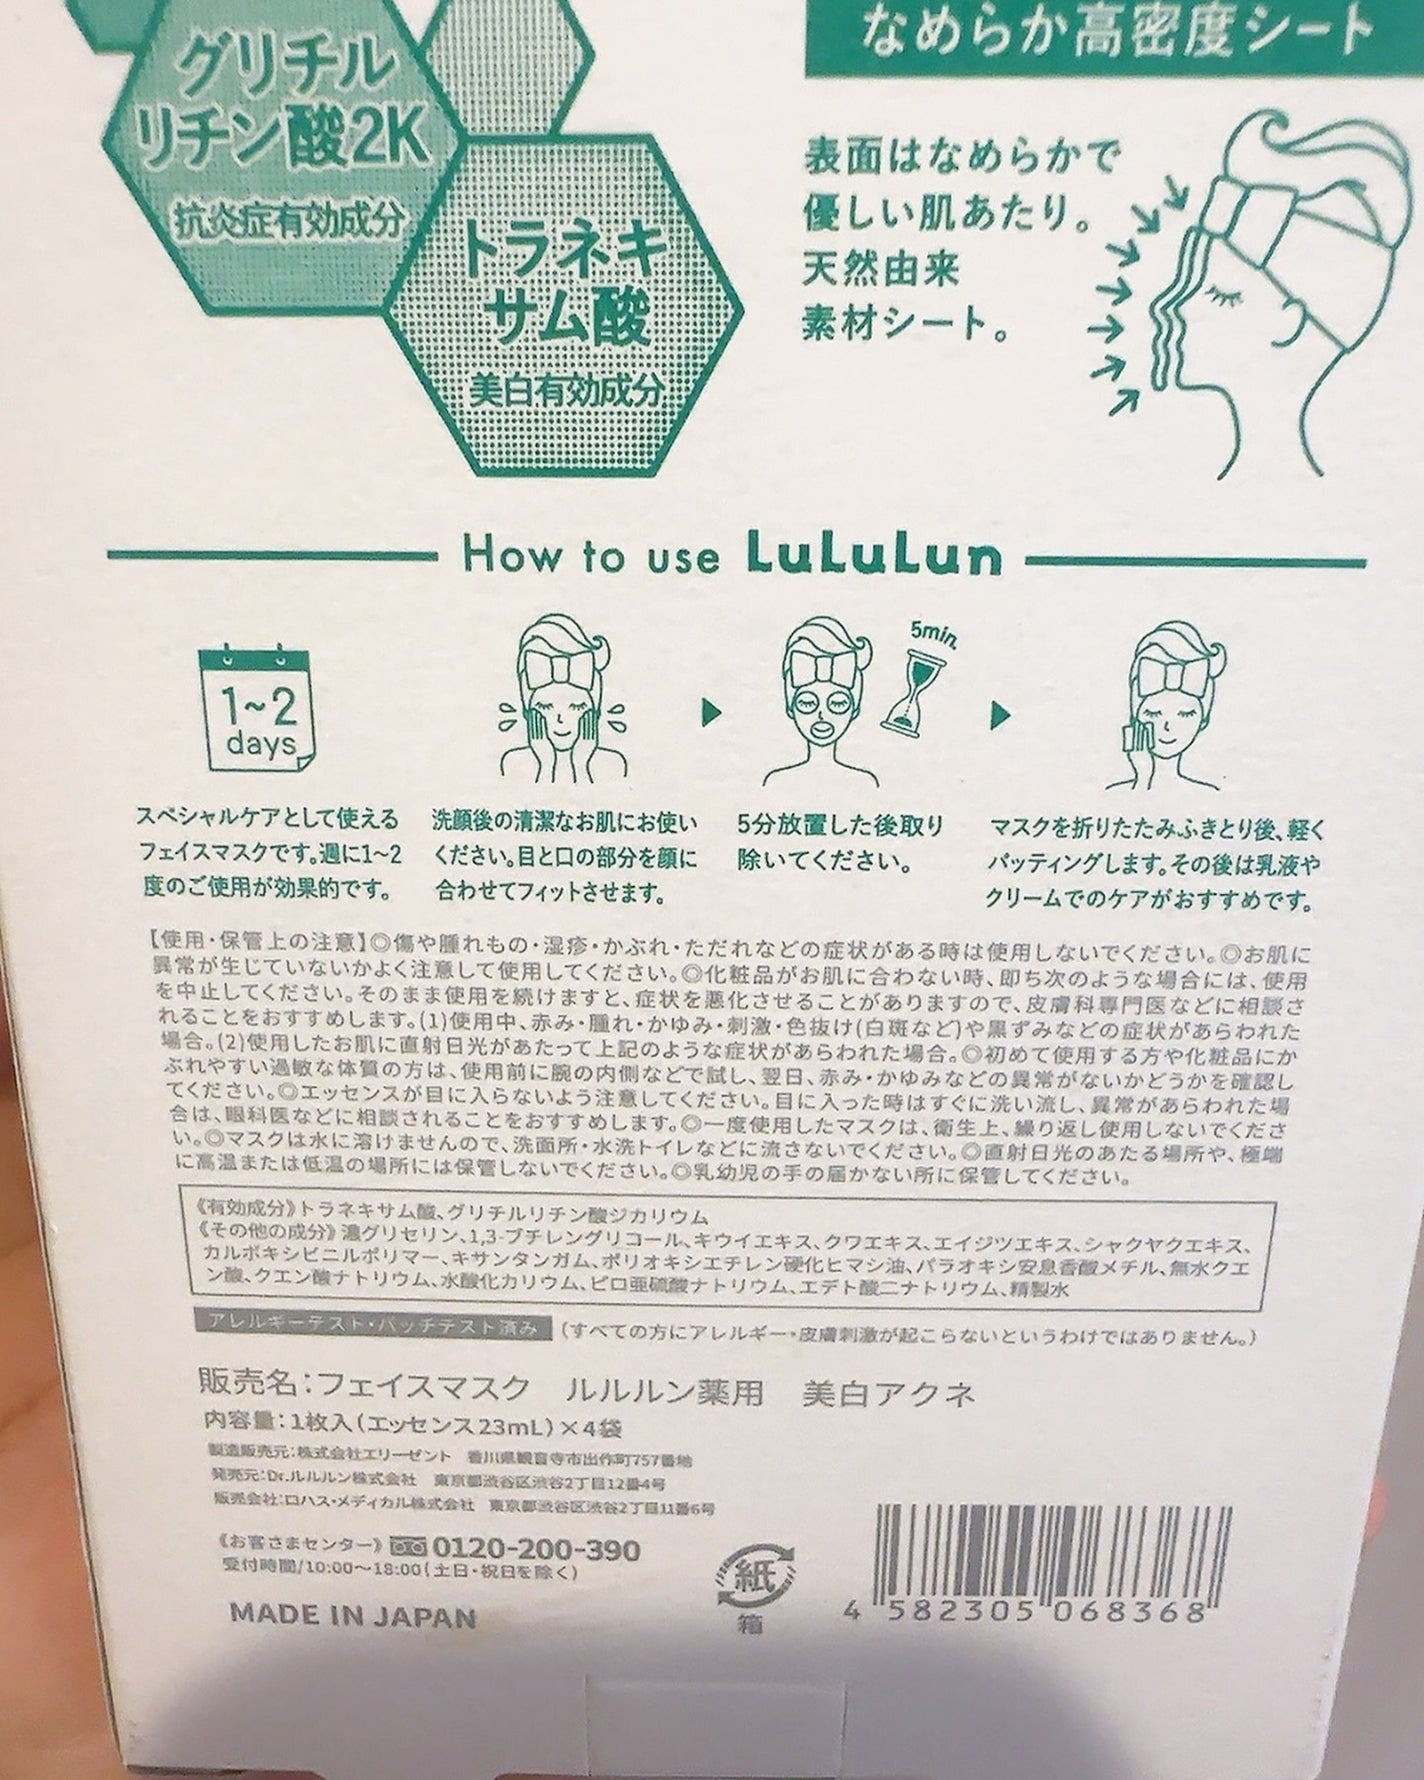 なめらか高密度シート
グリチル
リチン酸2K
抗炎症有効成分
トラネキ
サム酸
美白有効成分
表面はなめらかで
優しい肌あたり。
天然由来
素材シート。
How to use LuLuLun
1~2
days
5min.
スペシャルケアとして使える
フェイスマスクです。週に1~2
度のご使用が効果的です。
洗顔後の清潔なお肌にお使い
ください。目と口の部分を顔に
合わせてフィットさせます。
5分放置した後取り
除いてください。
マスクを折りたたみふきとり後、軽く
パッティングします。その後は乳液や
クリームでのケアがおすすめです。
【使用・保管上の注意】◎傷や腫れもの・湿疹・かぶれ・ただれなどの症状がある時は使用しないでください。◎お肌に
異常が生じていないかよく注意して使用してください。◎化粧品がお肌に合わない時、即ち次のような場合には、使用
を中止してください。そのまま使用を続けますと、症状を悪化させることがありますので、皮膚科専門医などに相談さ
れることをおすすめします。(1)使用中、赤み・腫れ・かゆみ・刺激・色抜け(白斑など)や黒ずみなどの症状があらわれた
場合。(2)使用したお肌に直射日光があたって上記のような症状があらわれた場合。◎初めて使用する方や化粧品にか
ぶれやすい過敏な体質の方は、使用前に腕の内側などで試し、翌日、赤み・かゆみなどの異常がないかどうかを確認し
てください。◎エッセンスが目に入らないよう注意してください。目に入った時はすぐに洗い流し、異常があらわれた場
合は、眼科医などに相談されることをおすすめします。◎一度使用したマスクは、衛生上、繰り返し使用しないでくださ
い。◎マスクは水に溶けませんので、洗面所・水洗トイレなどに流さないでください。◎直射日光のあたる場所や、極端
に高温または低温の場所には保管しないでください。◎乳幼児の手の届かない所に保管してください。
《有効成分》トラネキサム酸、グリチルリチン酸ジカリウム
《その他の成分》濃グリセリン、1,3-ブチレングリコール、キウイエキス、クワエキス、エイジツエキス、シャクヤクエキス、
カルボキシビニルポリマー、キサンタンガム、ポリオキシエチレン硬化ヒマシ油、パラオキシ安息香酸メチル、無水クエ
ン酸、クエン酸ナトリウム、水酸化カリウム、ピロ亜硫酸ナトリウム、エデト酸二ナトリウム、精製水
アレルギーテスト・パッチテスト済み (すべての方にアレルギー・皮膚刺激が起こらないというわけではありません。)
販売名：フェイスマスク ルルルン薬用 美白アクネ
内容量：1枚入(エッセンス23mL)×4袋
製造販売元：株式会社エリーゼント 香川県観音寺市出作町757番地
発売元：Dr.ルルルン株式会社 東京都渋谷区渋谷2丁目12番4号
販売会社：ロハス・メディカル株式会社 東京都渋谷区渋谷2丁目11番6号
《お客さまセンター》0120-200-390
受付時間/10:00～18:00(土日・祝日を除く)
MADE IN JAPAN
紙
箱
4 582305 068368